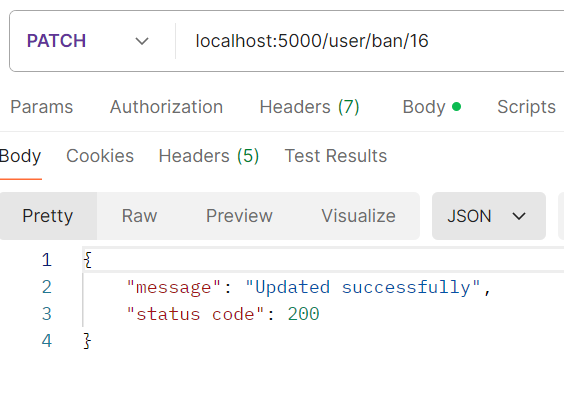 PATCH localhost:5000/user/ban/16
Params Authorization Headers (7) Body Scripts
Body Cookies Headers (5) Test Results
Pretty Raw Preview Visualize JSON
1 {
2 "message": "Updated successfully",
3 "status code": 200
4 }